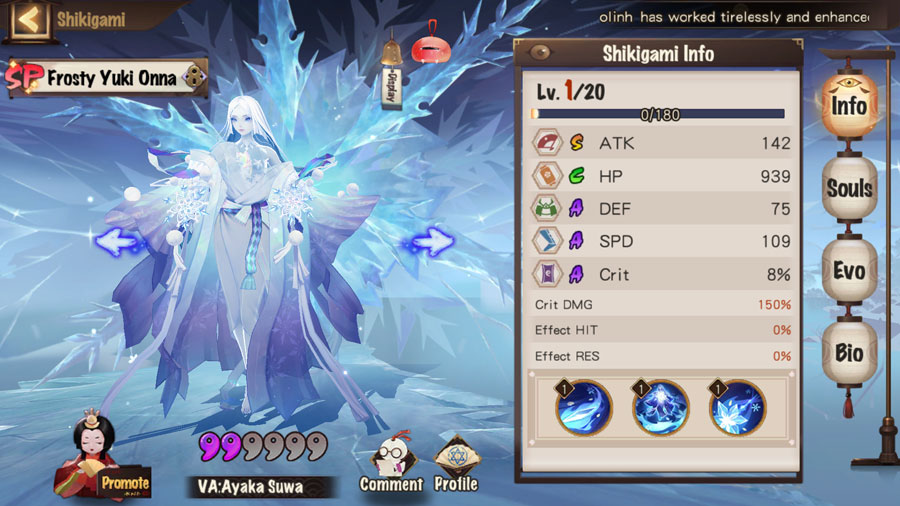 Shikigami
olinh has worked tirelessly and enhanced
SP Frosty Yuki Onna
Display
Shikigami Info
Lv. 1/20
0/180
S ATK 142
C HP 939
A DEF 75
A SPD 109
A Crit 8%
Crit DMG 150%
Effect HIT 0%
Effect RES 0%
1 1 1
Info
Souls
Evo
Bio
Promote
999999
VA:Ayaka Suwa
Comment
Profile